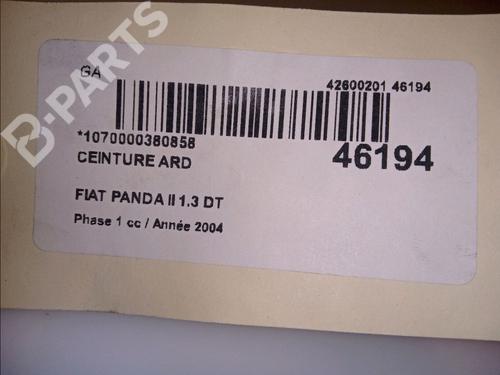 B-PARTS
GA
42600201 46194
*1070000380858
CEINTURE ARD
46194
FIAT PANDA II 1.3 DT
Phase 1 cc / Année 2004